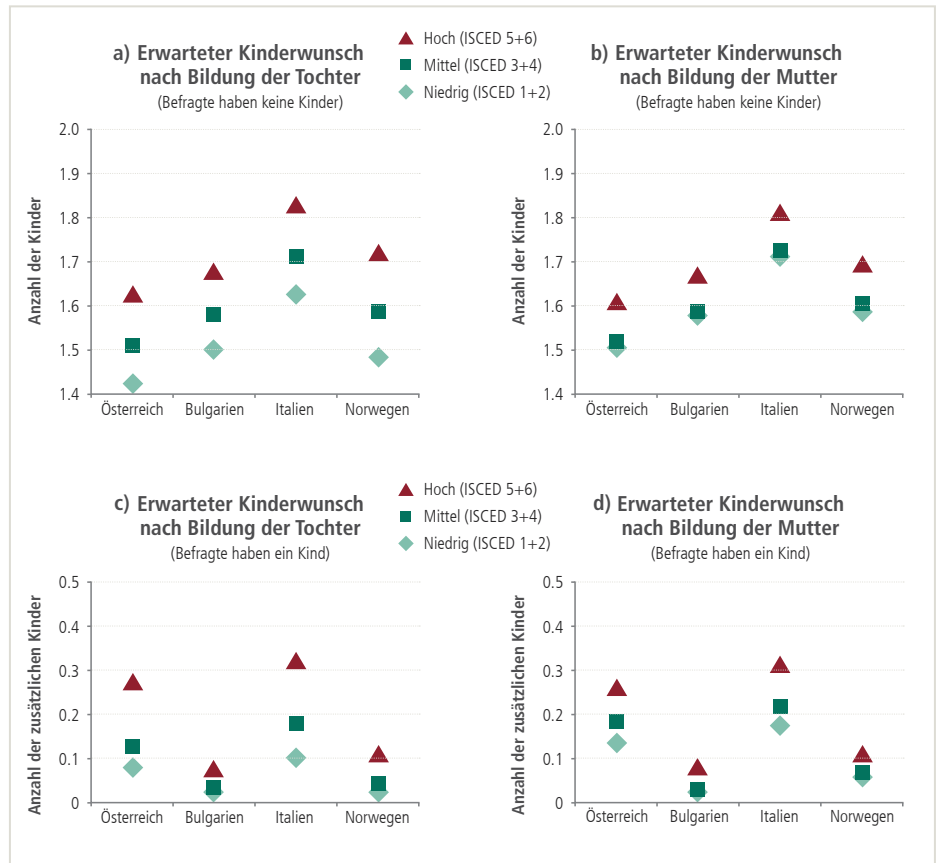 a) Erwarteter Kinderwunsch
nach Bildung der Tochter
(Befragte haben keine Kinder)
Hoch (ISCED 5+6)
Mittel (ISCED 3+4)
Niedrig (ISCED 1+2)
b) Erwarteter Kinderwunsch
nach Bildung der Mutter
(Befragte haben keine Kinder)
Anzahl der Kinder
2.0
1.9
1.8
1.7
1.6
1.5
1.4
Österreich Bulgarien Italien Norwegen
Anzahl der Kinder
2.0
1.9
1.8
1.7
1.6
1.5
1.4
Österreich Bulgarien Italien Norwegen
c) Erwarteter Kinderwunsch
nach Bildung der Tochter
(Befragte haben ein Kind)
Hoch (ISCED 5+6)
Mittel (ISCED 3+4)
Niedrig (ISCED 1+2)
d) Erwarteter Kinderwunsch
nach Bildung der Mutter
(Befragte haben ein Kind)
Anzahl der zusätzlichen Kinder
0.5
0.4
0.3
0.2
0.1
0
Österreich Bulgarien Italien Norwegen
Anzahl der zusätzlichen Kinder
0.5
0.4
0.3
0.2
0.1
0
Österreich Bulgarien Italien Norwegen